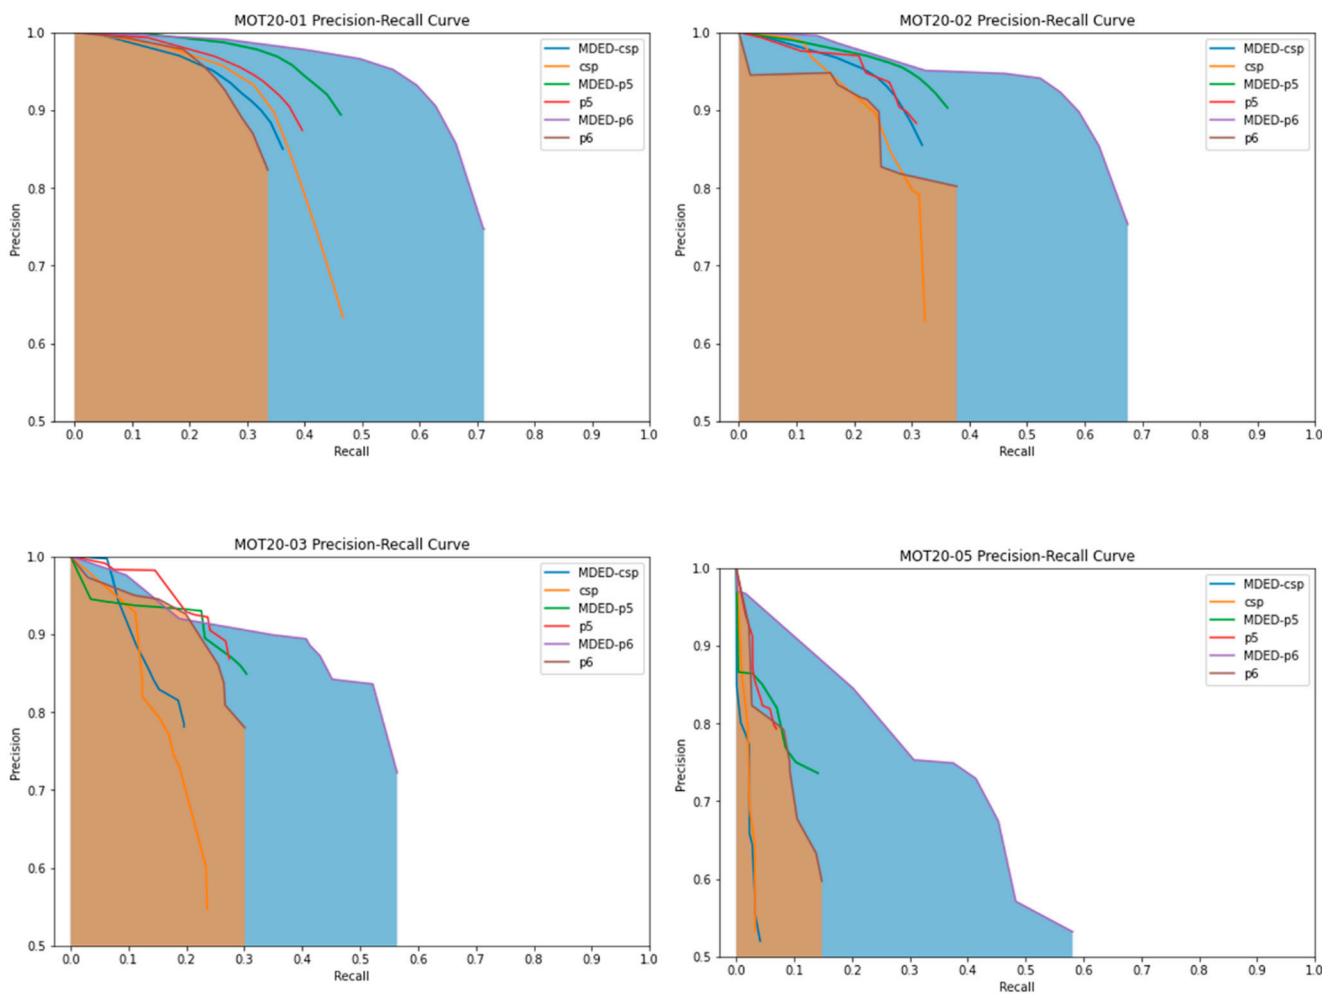 MOT20-01 Precision-Recall Curve
1.0
0.9
0.8
0.7
0.6
0.5
Precision
0.0 0.1 0.2 0.3 0.4 0.5 0.6 0.7 0.8 0.9 1.0
Recall
MDED-csp
csp
MDED-p5
p5
MDED-p6
p6
MOT20-02 Precision-Recall Curve
1.0
0.9
0.8
0.7
0.6
0.5
Precision
0.0 0.1 0.2 0.3 0.4 0.5 0.6 0.7 0.8 0.9 1.0
Recall
MDED-csp
csp
MDED-p5
p5
MDED-p6
p6
MOT20-03 Precision-Recall Curve
1.0
0.9
0.8
0.7
0.6
0.5
Precision
0.0 0.1 0.2 0.3 0.4 0.5 0.6 0.7 0.8 0.9 1.0
Recall
MDED-csp
csp
MDED-p5
p5
MDED-p6
p6
MOT20-05 Precision-Recall Curve
1.0
0.9
0.8
0.7
0.6
0.5
Precision
0.0 0.1 0.2 0.3 0.4 0.5 0.6 0.7 0.8 0.9 1.0
Recall
MDED-csp
csp
MDED-p5
p5
MDED-p6
p6